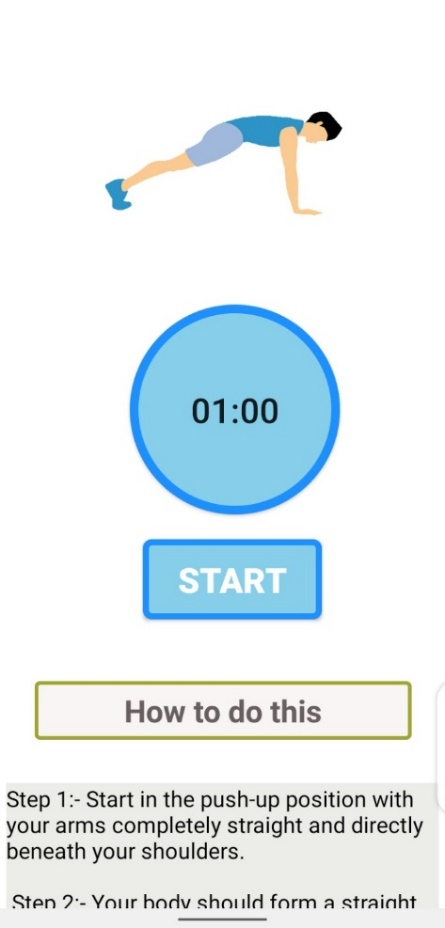 01:00
START
How to do this
Step 1:- Start in the push-up position with
your arms completely straight and directly
beneath your shoulders.
Step 2:- Your body should form a straight